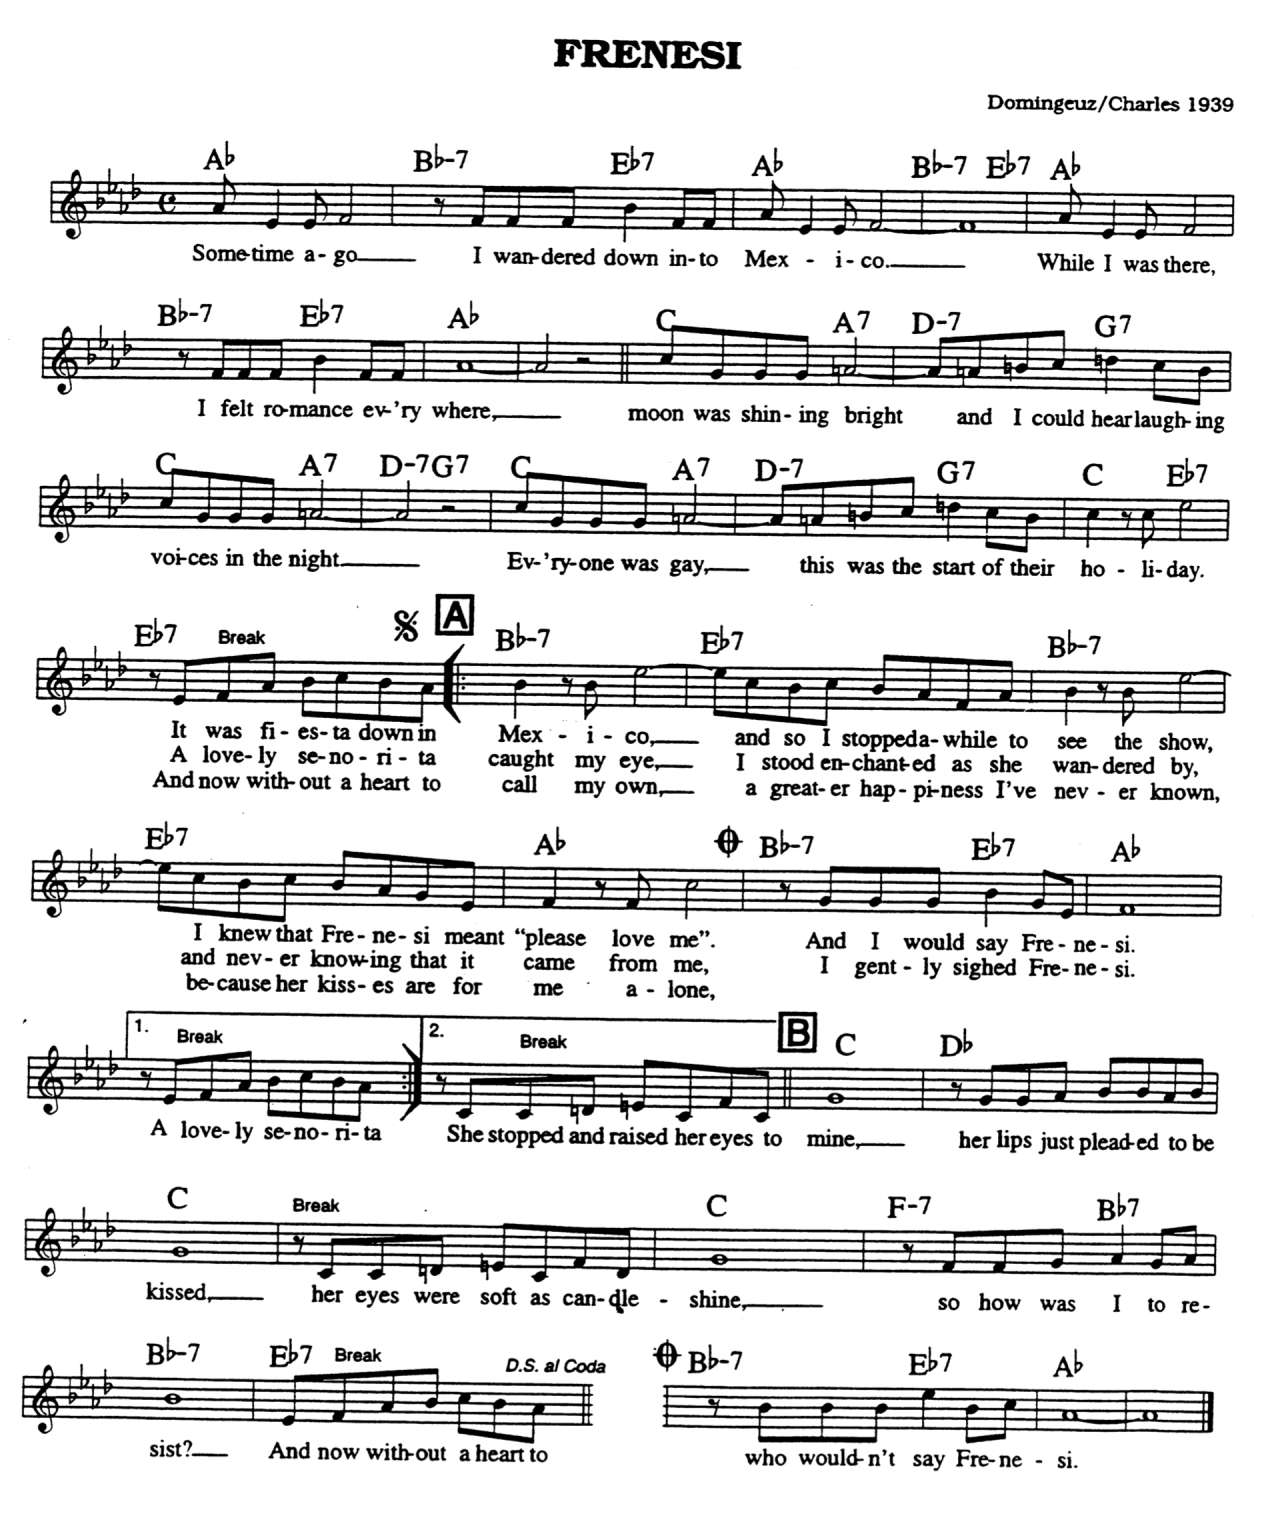 FRENESI
Domingeuz/Charles 1939
A♭ B♭-7 E♭7 A♭ B♭-7 E♭7 A♭
Some-time a-go I wan-dered down in-to Mex - i-co. While I was there,
B♭-7 E♭7 A♭ C A7 D-7 G7
I felt ro-mance ev-'ry where, moon was shin-ing bright and I could hear laugh-ing
C A7 D-7 G7 C A7 D-7 G7 C E♭7
voi-ces in the night Ev-'ry-one was gay, this was the start of their ho - li-day.
A
E♭7 Break B♭-7 E♭7 B♭-7
It was fi-es-ta down in Mex - i - co, and so I stopped a-while to see the show,
A love-ly se-no-ri-ta caught my eye, I stood en-chant-ed as she wan-dered by,
And now with-out a heart to call my own, a great-er hap-pi-ness I've nev-er known,
E♭7 A♭ B♭-7 E♭7 A♭
I knew that Fre-ne-si meant “please love me”. And I would say Fre-ne-si.
and nev-er know-ing that it came from me, I gent-ly sighed Fre-ne-si.
be-cause her kiss-es are for me a-lone,
1. Break 2. Break B C D♭
A love-ly se-no-ri-ta She stopped and raised her eyes to mine, her lips just plead-ed to be
C Break C F-7 B♭7
kissed, her eyes were soft as can-dle - shine, so how was I to re-
B♭-7 E♭7 Break D.S. al Coda B♭-7 E♭7 A♭
sist? And now with-out a heart to who would-n't say Fre-ne - si.